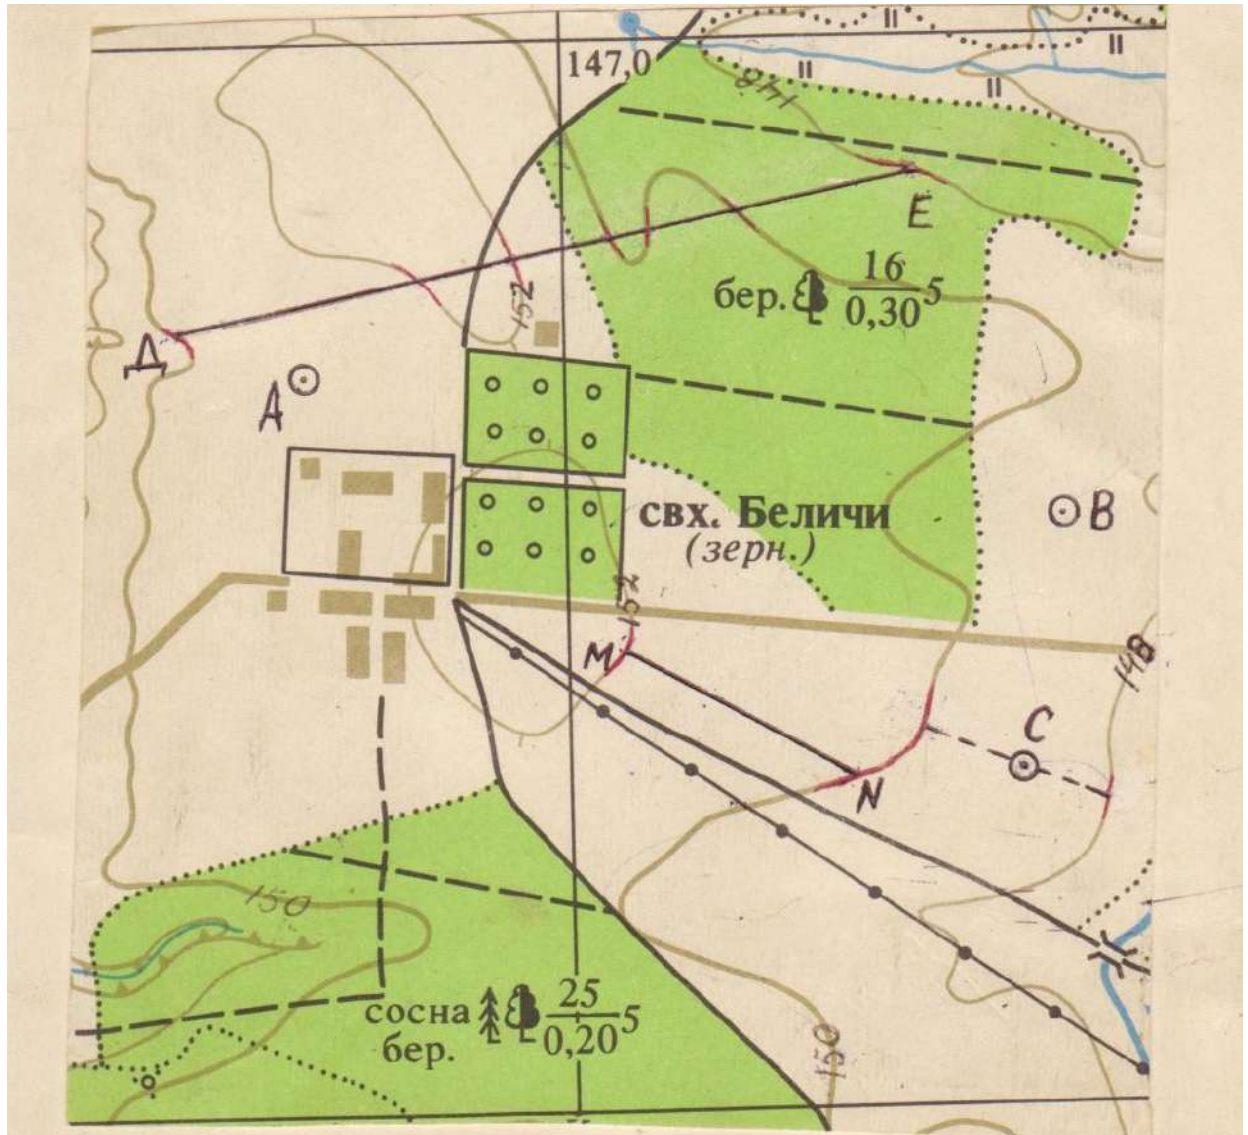 147,0
148
Е
бер. 16
0,30 5
152
Д
А
свх. Беличи
(зерн.)
В
152
М
148
С
N
150
сосна 25
бер. 0,20 5
150